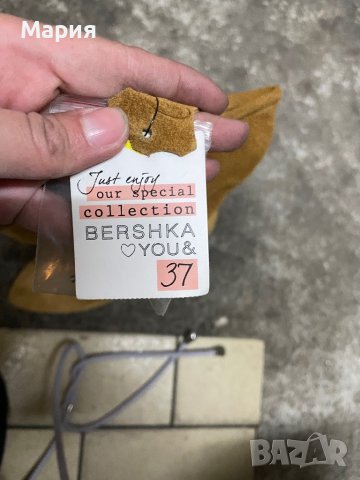 Мария
Just enjoy
our special
collection
BERSHKA
♡YOU&
37
BAZAR